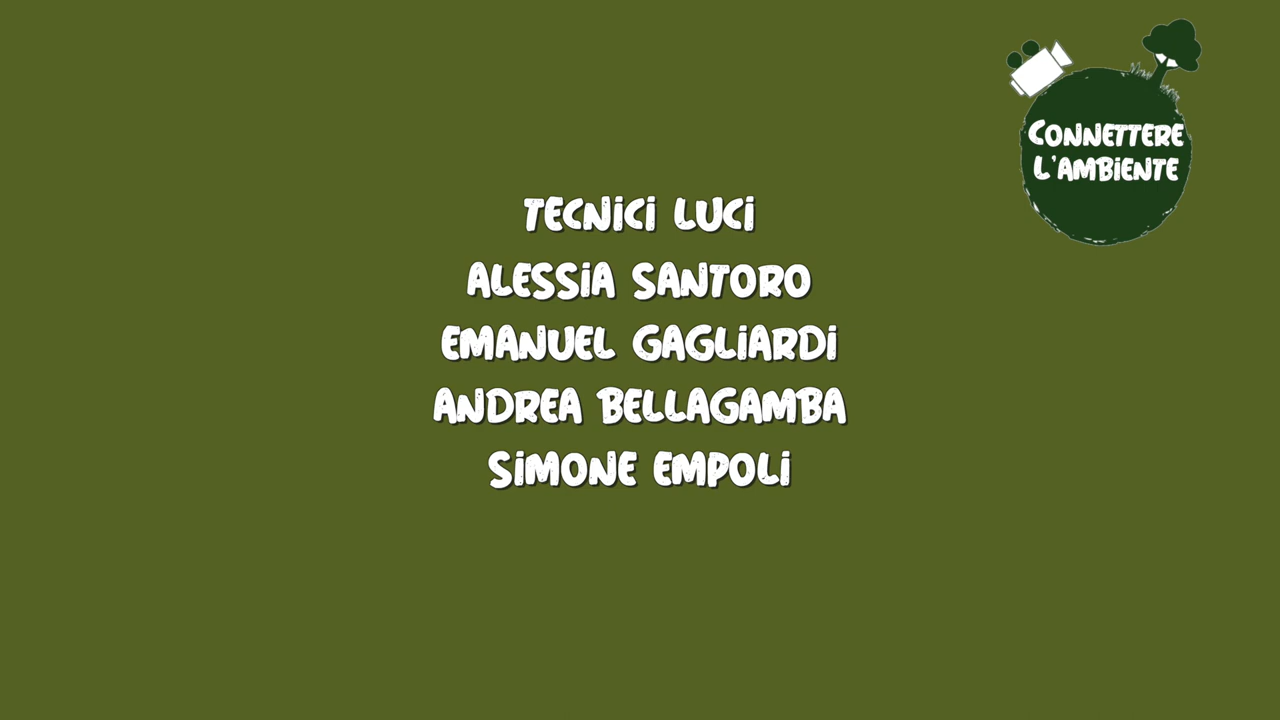 CONNETTERE
L'AMBIENTE
TECNICI LUCI
ALESSIA SANTORO
EMANUEL GAGLIARDI
ANDREA BELLAGAMBA
SIMONE EMPOLI